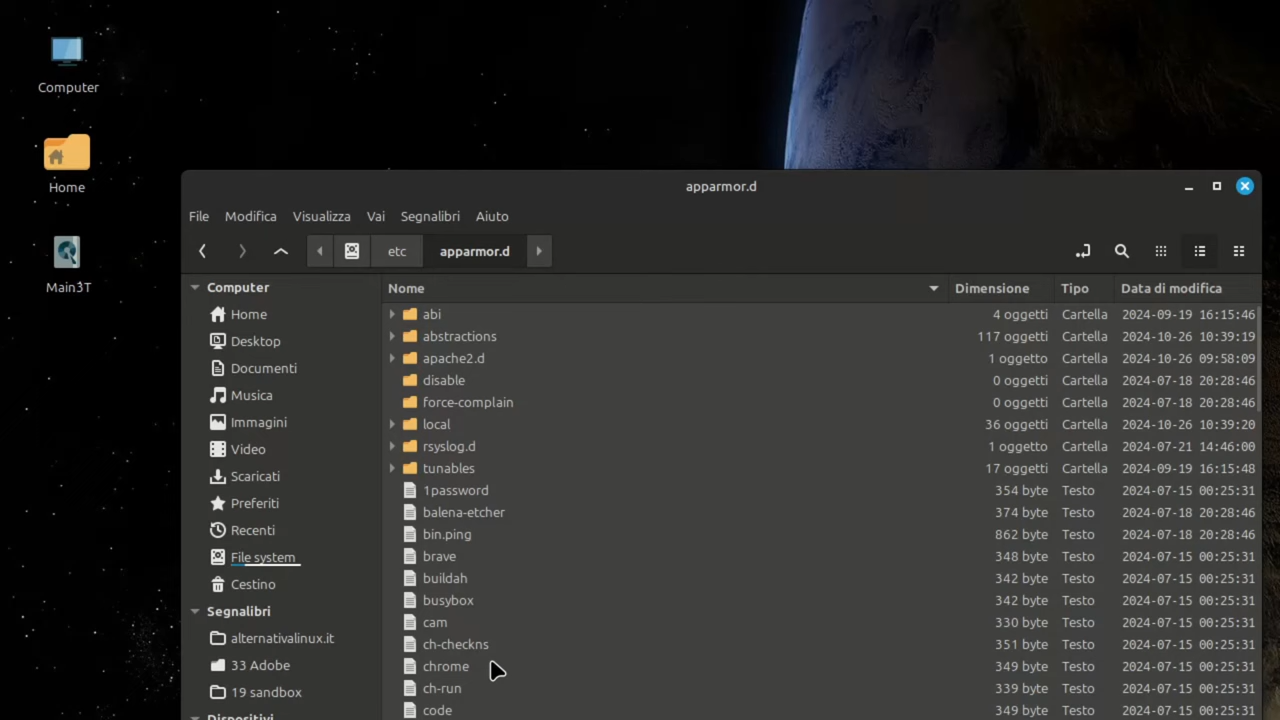 Computer
Home
Main3T
apparmor.d
File Modifica Visualizza Vai Segnalibri Aiuto
etc apparmor.d
Computer
Home
Desktop
Documenti
Musica
Immagini
Video
Scaricati
Preferiti
Recenti
File system
Cestino
Segnalibri
alternativalinux.it
33 Adobe
19 sandbox
Dispositivi
Nome Dimensione Tipo Data di modifica
abi 4 oggetti Cartella 2024-09-19 16:15:46
abstractions 117 oggetti Cartella 2024-10-26 10:39:19
apache2.d 1 oggetto Cartella 2024-10-26 09:58:09
disable 0 oggetti Cartella 2024-07-18 20:28:46
force-complain 0 oggetti Cartella 2024-07-18 20:28:46
local 36 oggetti Cartella 2024-10-26 10:39:20
rsyslog.d 1 oggetto Cartella 2024-07-21 14:46:00
tunables 17 oggetti Cartella 2024-09-19 16:15:48
1password 354 byte Testo 2024-07-15 00:25:31
balena-etcher 374 byte Testo 2024-07-18 20:28:46
bin.ping 862 byte Testo 2024-07-18 20:28:46
brave 348 byte Testo 2024-07-15 00:25:31
buildah 342 byte Testo 2024-07-15 00:25:31
busybox 342 byte Testo 2024-07-15 00:25:31
cam 330 byte Testo 2024-07-15 00:25:31
ch-checkns 351 byte Testo 2024-07-15 00:25:31
chrome 349 byte Testo 2024-07-15 00:25:31
ch-run 339 byte Testo 2024-07-15 00:25:31
code 349 byte Testo 2024-07-15 00:25:31